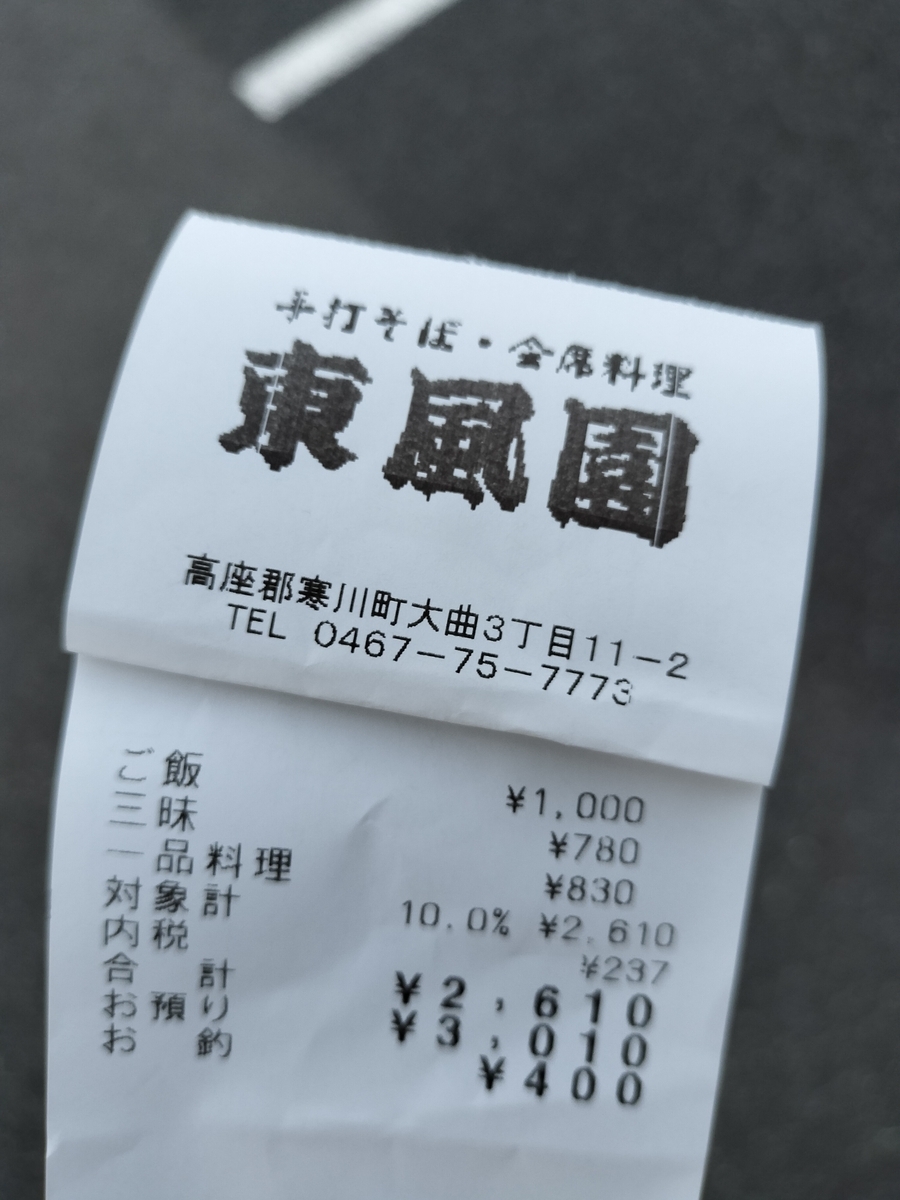 手打そば・会席料理
東風園
高座郡寒川町大曲3丁目11-2
TEL 0467-75-7773
ご飯 ¥1,000
三昧 ¥780
一品料理 ¥830
対象計 10.0% ¥2,610
内税 ¥237
合計 ¥2,610
お預り ¥3,010
お釣 ¥400